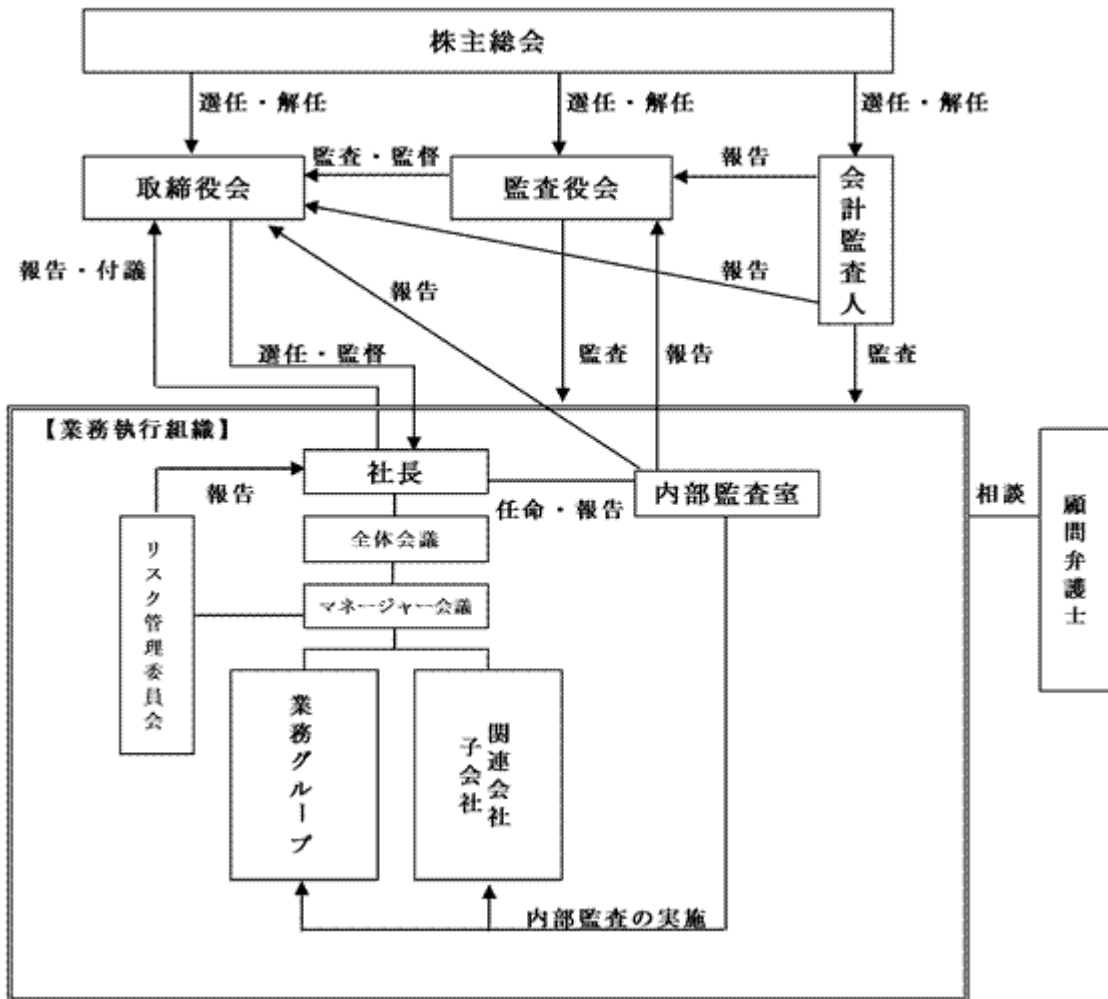 株主総会
選任・解任
選任・解任
選任・解任
取締役会
監査・監督
監査役会
報告
会計監査人
報告・付議
報告
報告
選任・監督
監査
報告
監査
【業務執行組織】
社長
報告
任命・報告
内部監査室
相談
顧問弁護士
全体会議
リスク管理委員会
マネージャー会議
業務グループ
関連会社
子会社
内部監査の実施